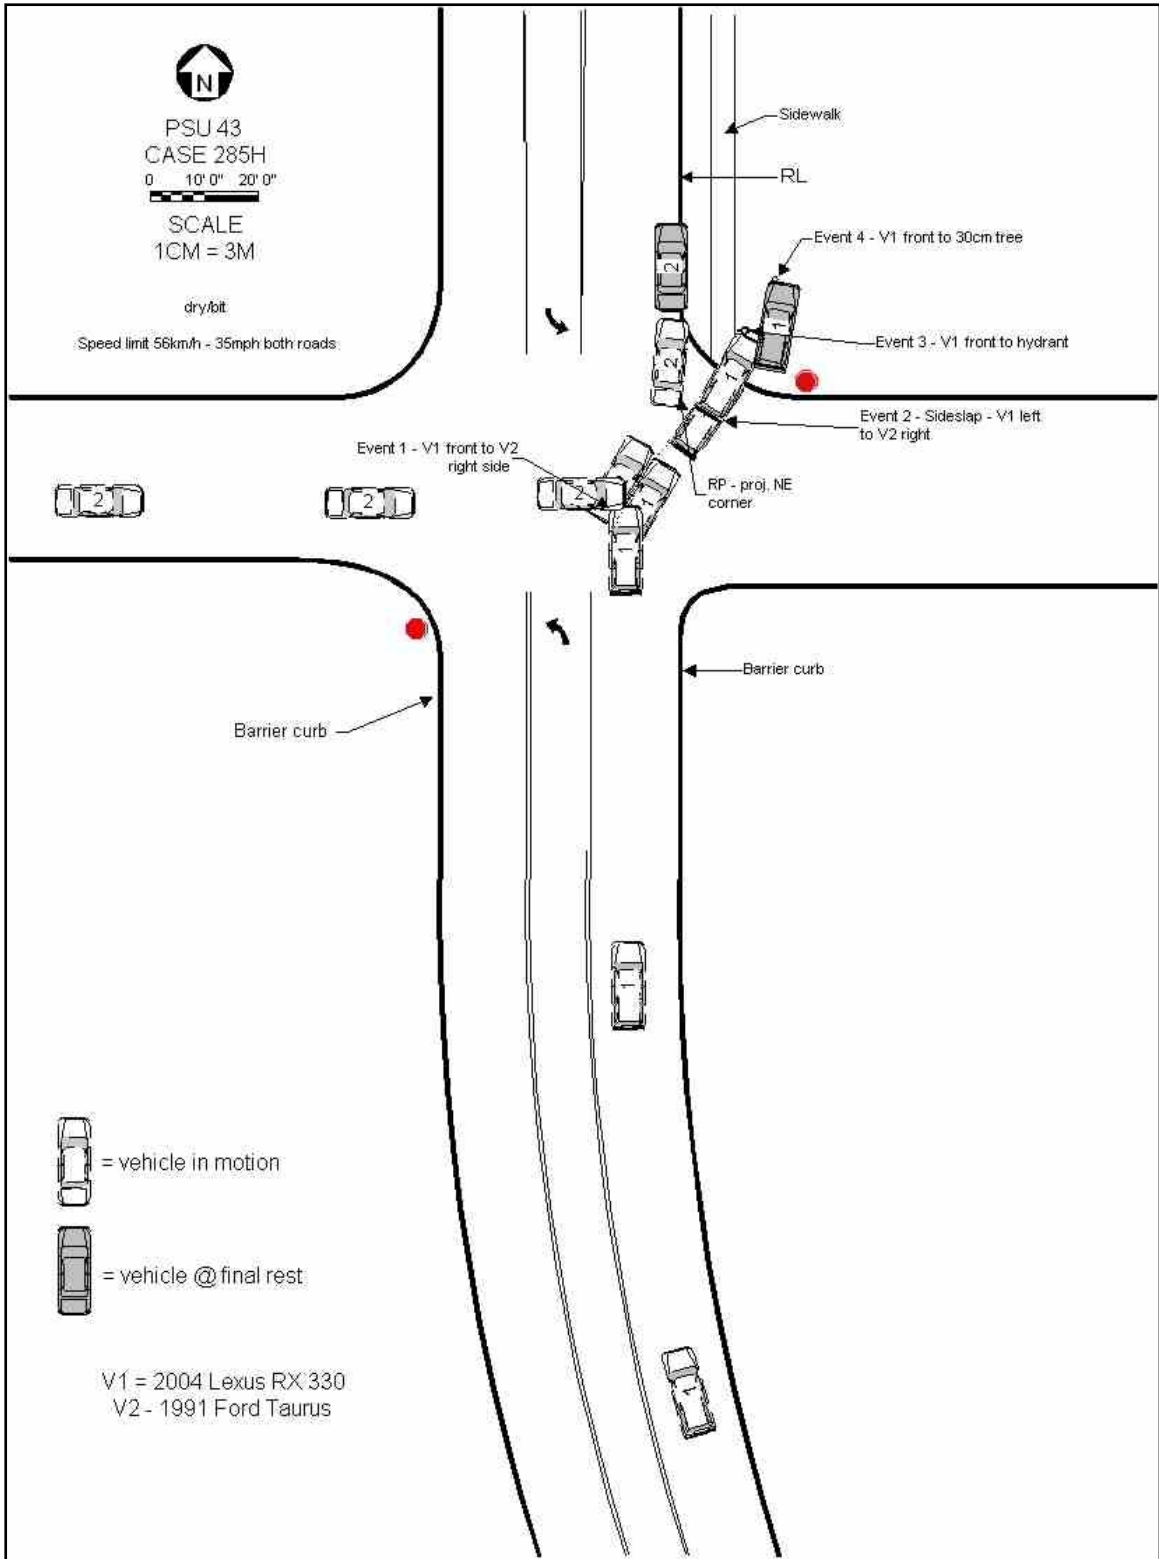 N
PSU 43
CASE 285H
0 10' 0" 20' 0"
SCALE
1CM = 3M
dry/bit
Speed limit 56km/h - 35mph both roads
Sidewalk
RL
Event 4 - V1 front to 30cm tree
2
1
Event 3 - V1 front to hydrant
2
1
Event 2 - Sideslap - V1 left
to V2 right
Event 1 - V1 front to V2
right side
RP - proj. NE
corner
2
2
2
1
1
Barrier curb
Barrier curb
1
= vehicle in motion
= vehicle @ final rest
1
V1 = 2004 Lexus RX 330
V2 - 1991 Ford Taurus